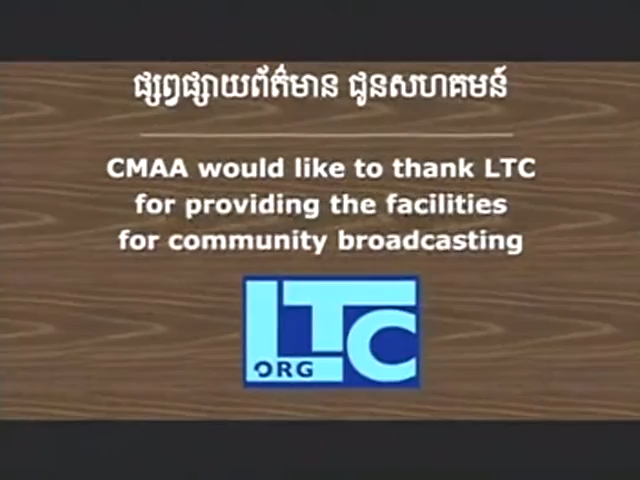 ផ្សព្វផ្សាយព័ត៌មាន ជូនសហគមន៍
CMAA would like to thank LTC
for providing the facilities
for community broadcasting
LTC
.ORG